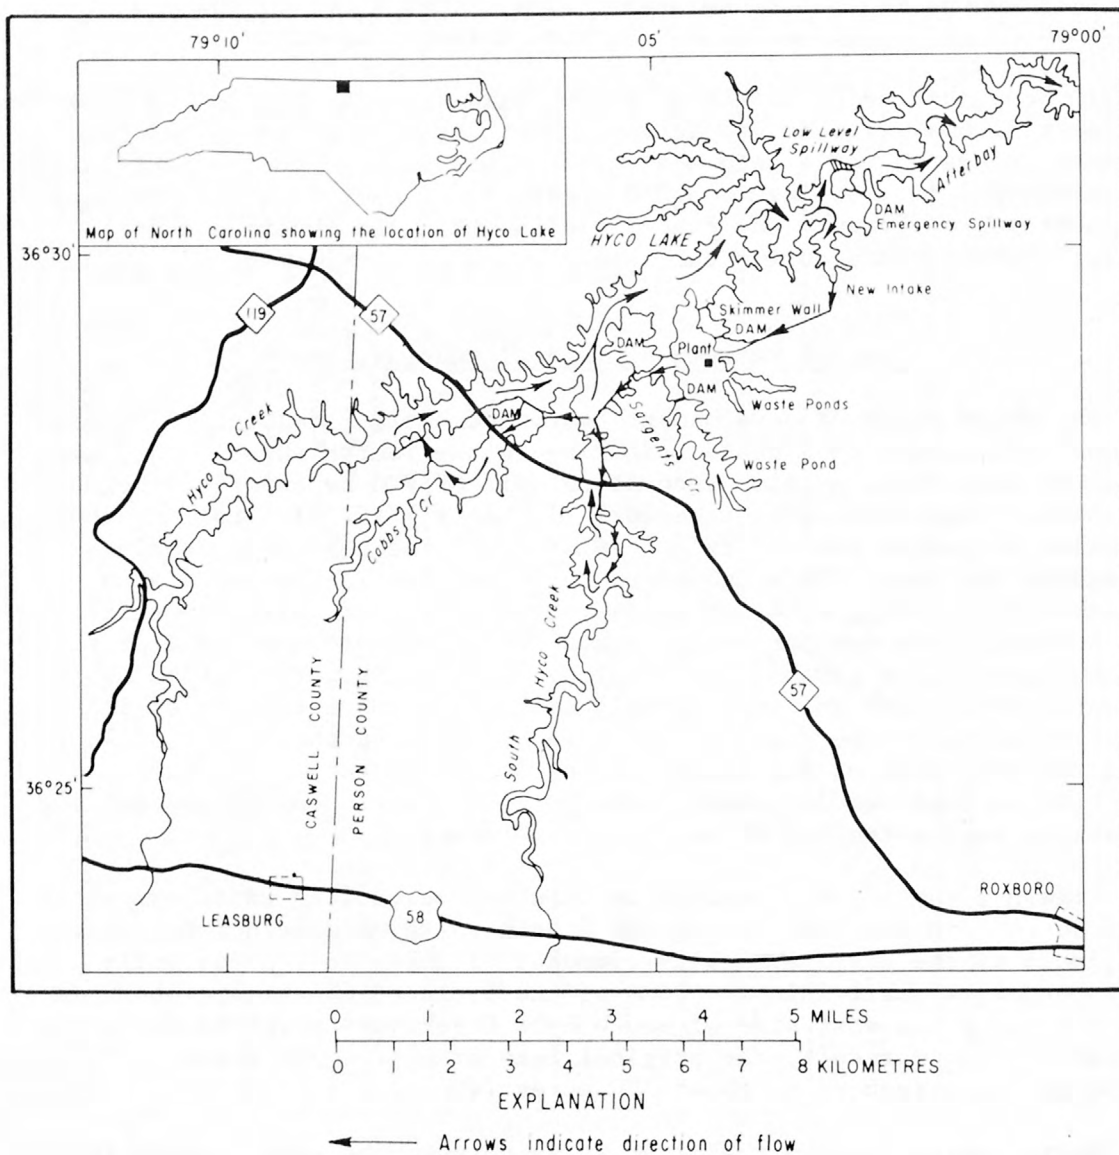 79°10'
05'
79°00'
Map of North Carolina showing the location of Hyco Lake
36°30'
36°25'
Low Level
Spillway
Afterbay
DAM
Emergency Spillway
HYCO LAKE
New Intake
Skimmer Wall
DAM
119
57
DAM
Plant
DAM
Waste Ponds
DAM
Sargents
Cr.
Waste Pond
Hyco Creek
Cobbs Cr.
South Hyco Creek
57
CASWELL COUNTY
PERSON COUNTY
LEASBURG
58
ROXBORO
0 1 2 3 4 5 MILES
0 1 2 3 4 5 6 7 8 KILOMETRES
EXPLANATION
Arrows indicate direction of flow